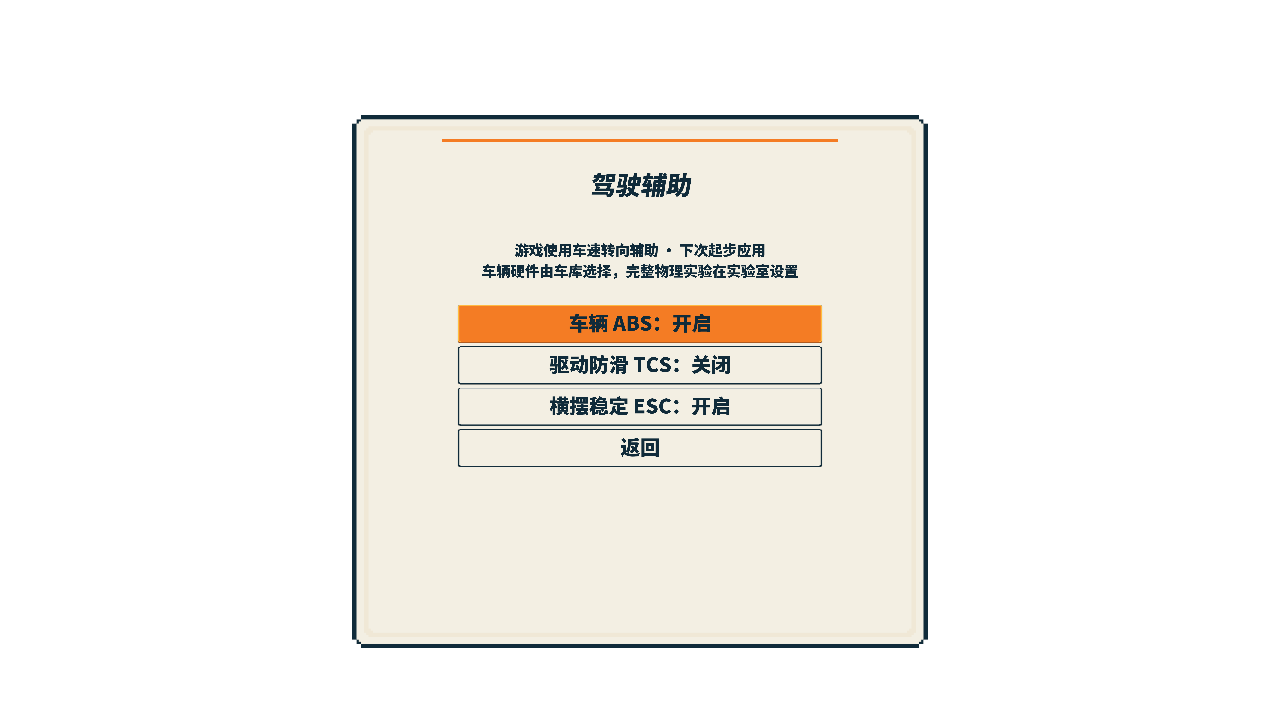 驾驶辅助
游戏使用车速转向辅助 · 下次起步应用
车辆硬件由车库选择，完整物理实验在实验室设置
车辆 ABS：开启
驱动防滑 TCS：关闭
横摆稳定 ESC：开启
返回